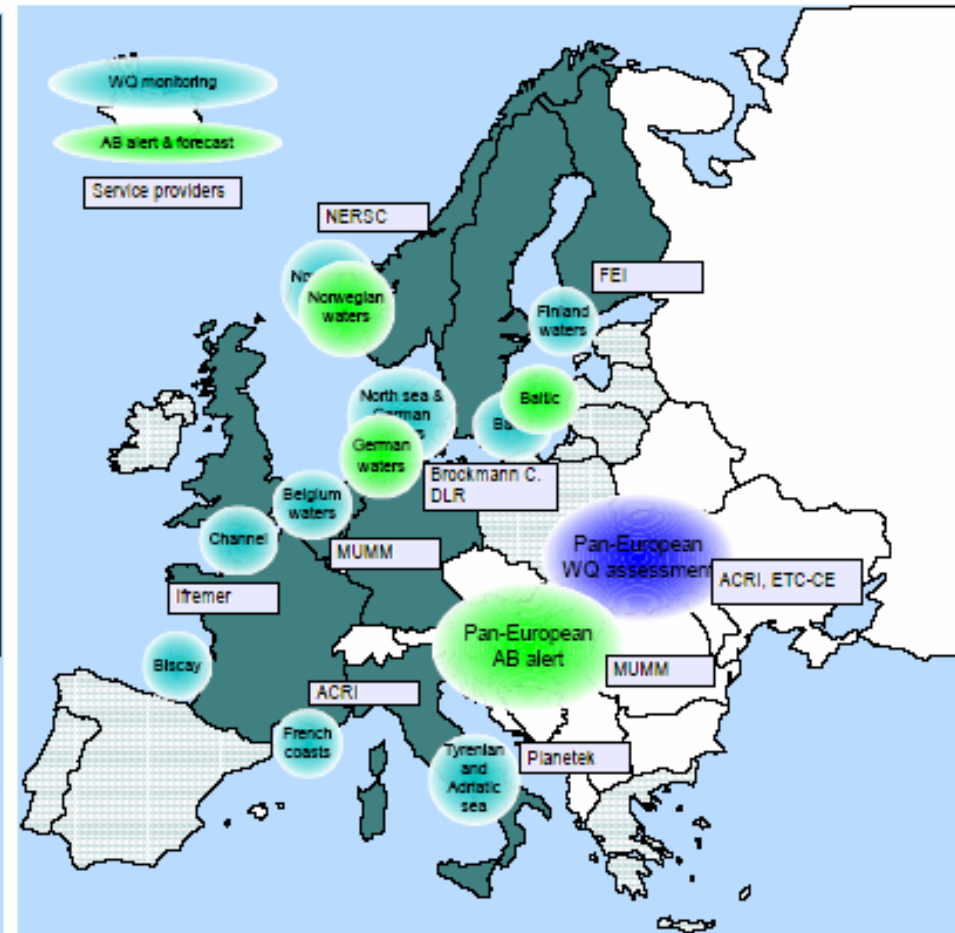 WQ monitoring
AB alert & forecast
Service providers
NERSC
Norwegian
waters
FEI
Finland
waters
North sea &
German
waters
Baltic
Brockmann C.
DLR
Belgium
waters
Channel
MUMM
Ifremer
Pan-European
WQ assessment
ACRI, ETC-CE
Pan-European
AB alert
MUMM
Biscay
ACRI
French
coasts
Planetek
Tyrenian
and
Adriatic
sea